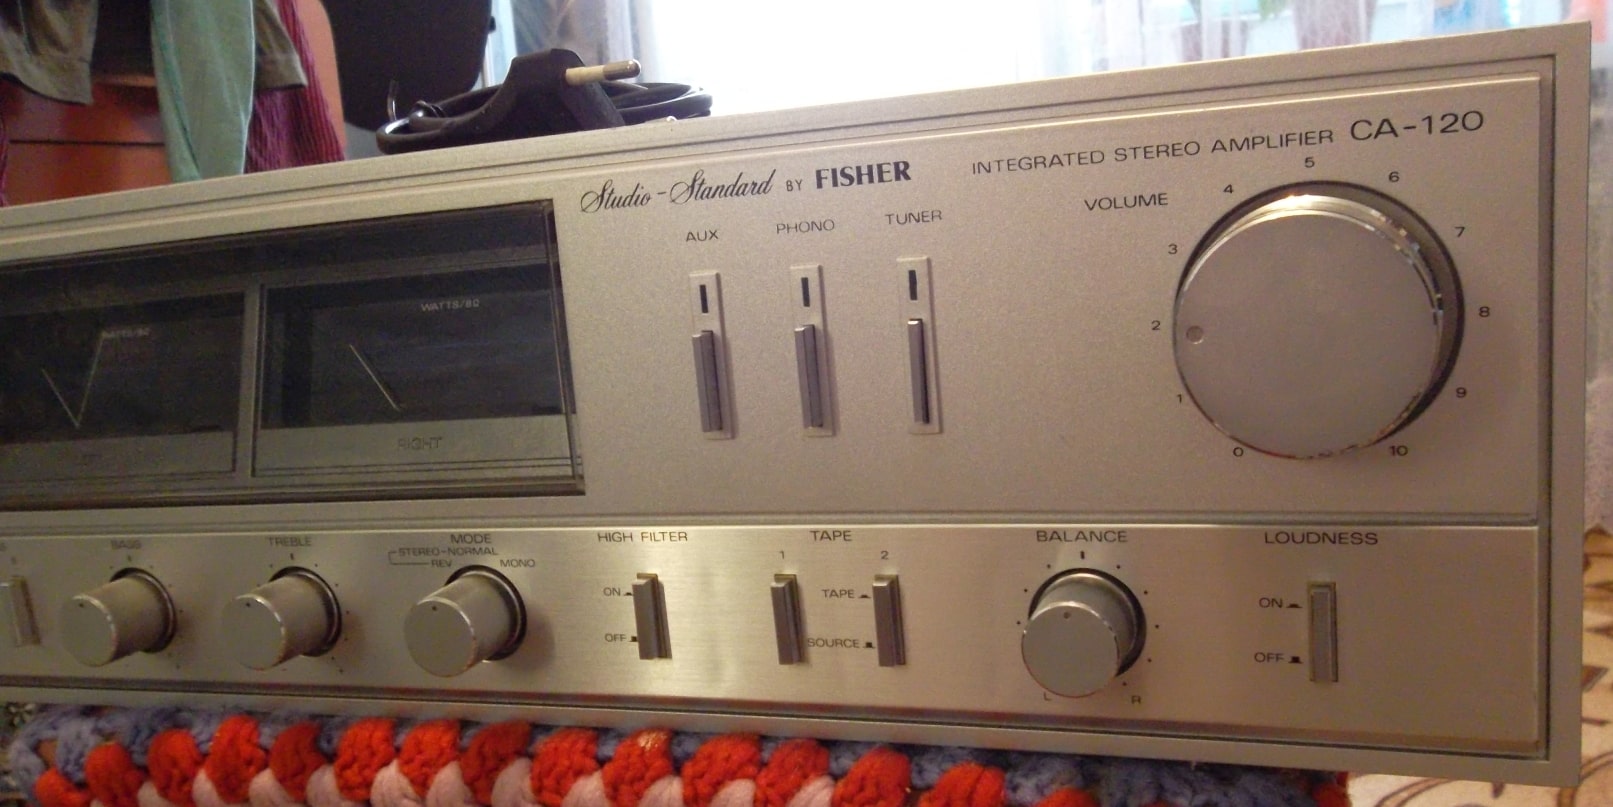 Studio-Standard BY FISHER
INTEGRATED STEREO AMPLIFIER CA-120
AUX PHONO TUNER
VOLUME
0 1 2 3 4 5 6 7 8 9 10
WATTS/8Ω WATTS/8Ω
RIGHT
BASS TREBLE MODE
STEREO-NORMAL
REV MONO
HIGH FILTER
ON
OFF
TAPE
1 2
TAPE
SOURCE
BALANCE
L R
LOUDNESS
ON
OFF